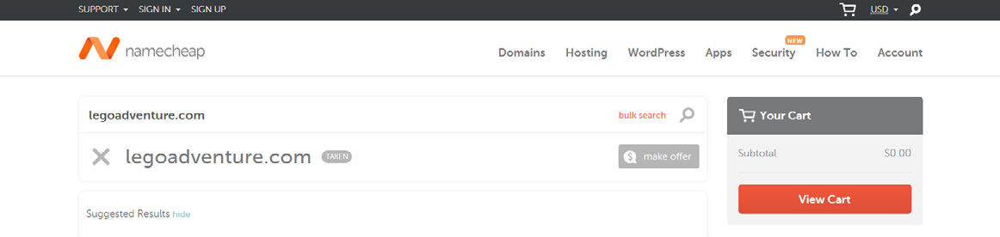 SUPPORT SIGN IN SIGN UP USD
namecheap
NEW
Domains Hosting WordPress Apps Security How To Account
legoadventure.com bulk search
Your Cart
legoadventure.com TAKEN make offer
Subtotal $0.00
View Cart
Suggested Results hide